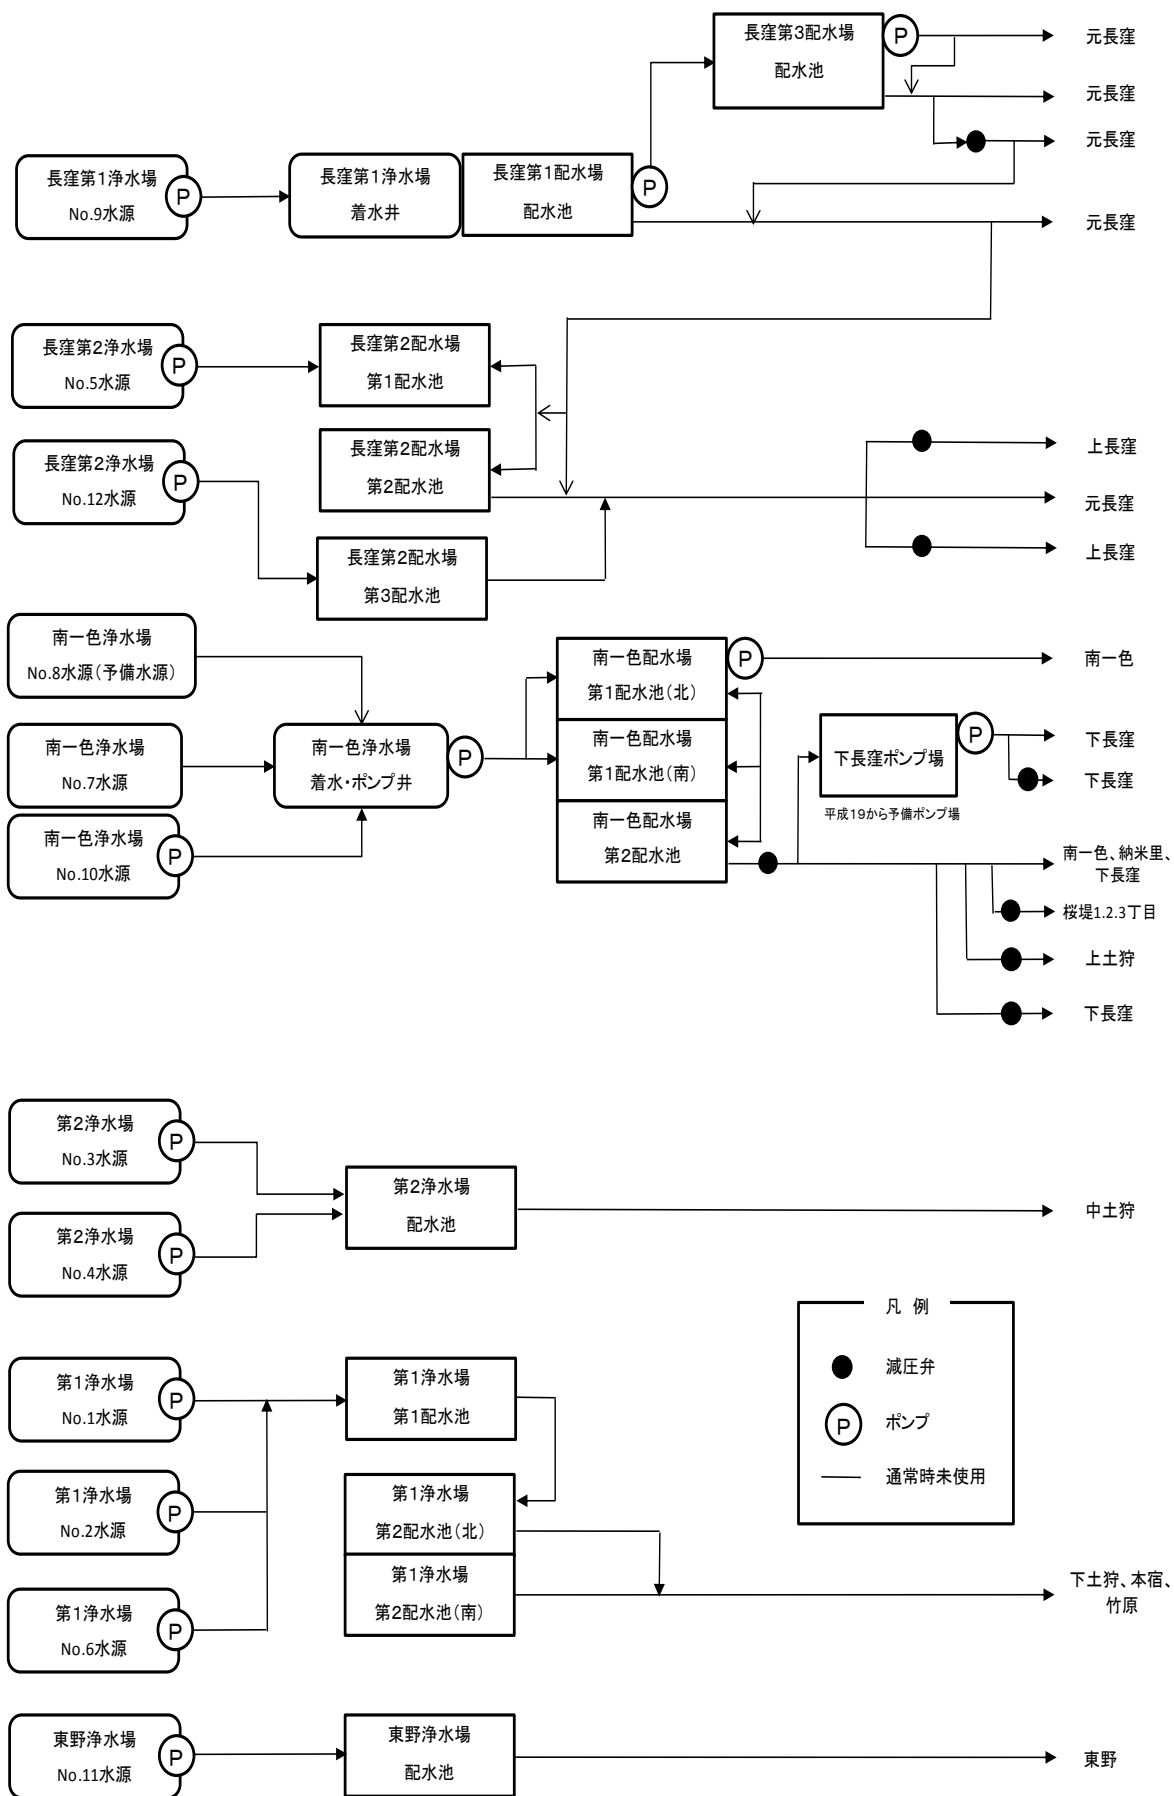 長窪第3配水場
配水池
P
元長窪
元長窪
元長窪
長窪第1浄水場
No.9水源
P
長窪第1浄水場
着水井
長窪第1配水場
配水池
P
元長窪
長窪第2浄水場
No.5水源
P
長窪第2配水場
第1配水池
長窪第2浄水場
No.12水源
P
長窪第2配水場
第2配水池
上長窪
元長窪
上長窪
長窪第2配水場
第3配水池
南一色浄水場
No.8水源(予備水源)
南一色浄水場
No.7水源
南一色浄水場
No.10水源
P
南一色浄水場
着水・ポンプ井
P
南一色配水場
第1配水池(北)
P
南一色
南一色配水場
第1配水池(南)
南一色配水場
第2配水池
下長窪ポンプ場
P
平成19から予備ポンプ場
下長窪
下長窪
南一色、納米里、
下長窪
桜堤1.2.3丁目
上土狩
下長窪
第2浄水場
No.3水源
P
第2浄水場
No.4水源
P
第2浄水場
配水池
中土狩
凡 例
減圧弁
P
ポンプ
通常時未使用
第1浄水場
No.1水源
P
第1浄水場
第1配水池
第1浄水場
No.2水源
P
第1浄水場
第2配水池(北)
第1浄水場
No.6水源
P
第1浄水場
第2配水池(南)
下土狩、本宿、
竹原
東野浄水場
No.11水源
P
東野浄水場
配水池
東野